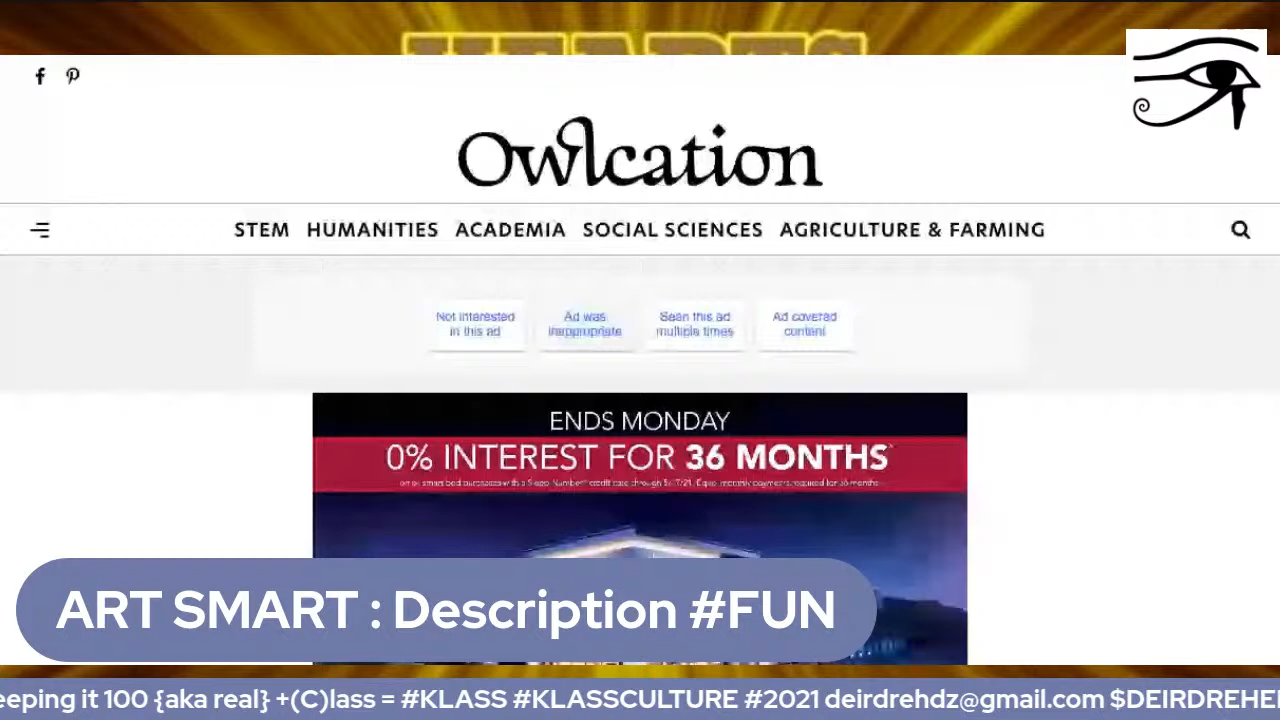 HEARTS
Owlcation
STEM HUMANITIES ACADEMIA SOCIAL SCIENCES AGRICULTURE & FARMING
Not interested in this ad
Ad was inappropriate
Seen this ad multiple times
Ad covered content
ENDS MONDAY
0% INTEREST FOR 36 MONTHS*
ART SMART : Description #FUN
eeping it 100 {aka real} +(C)lass = #KLASS #KLASSCULTURE #2021 deirdrehdz@gmail.com $DEIRDREHE